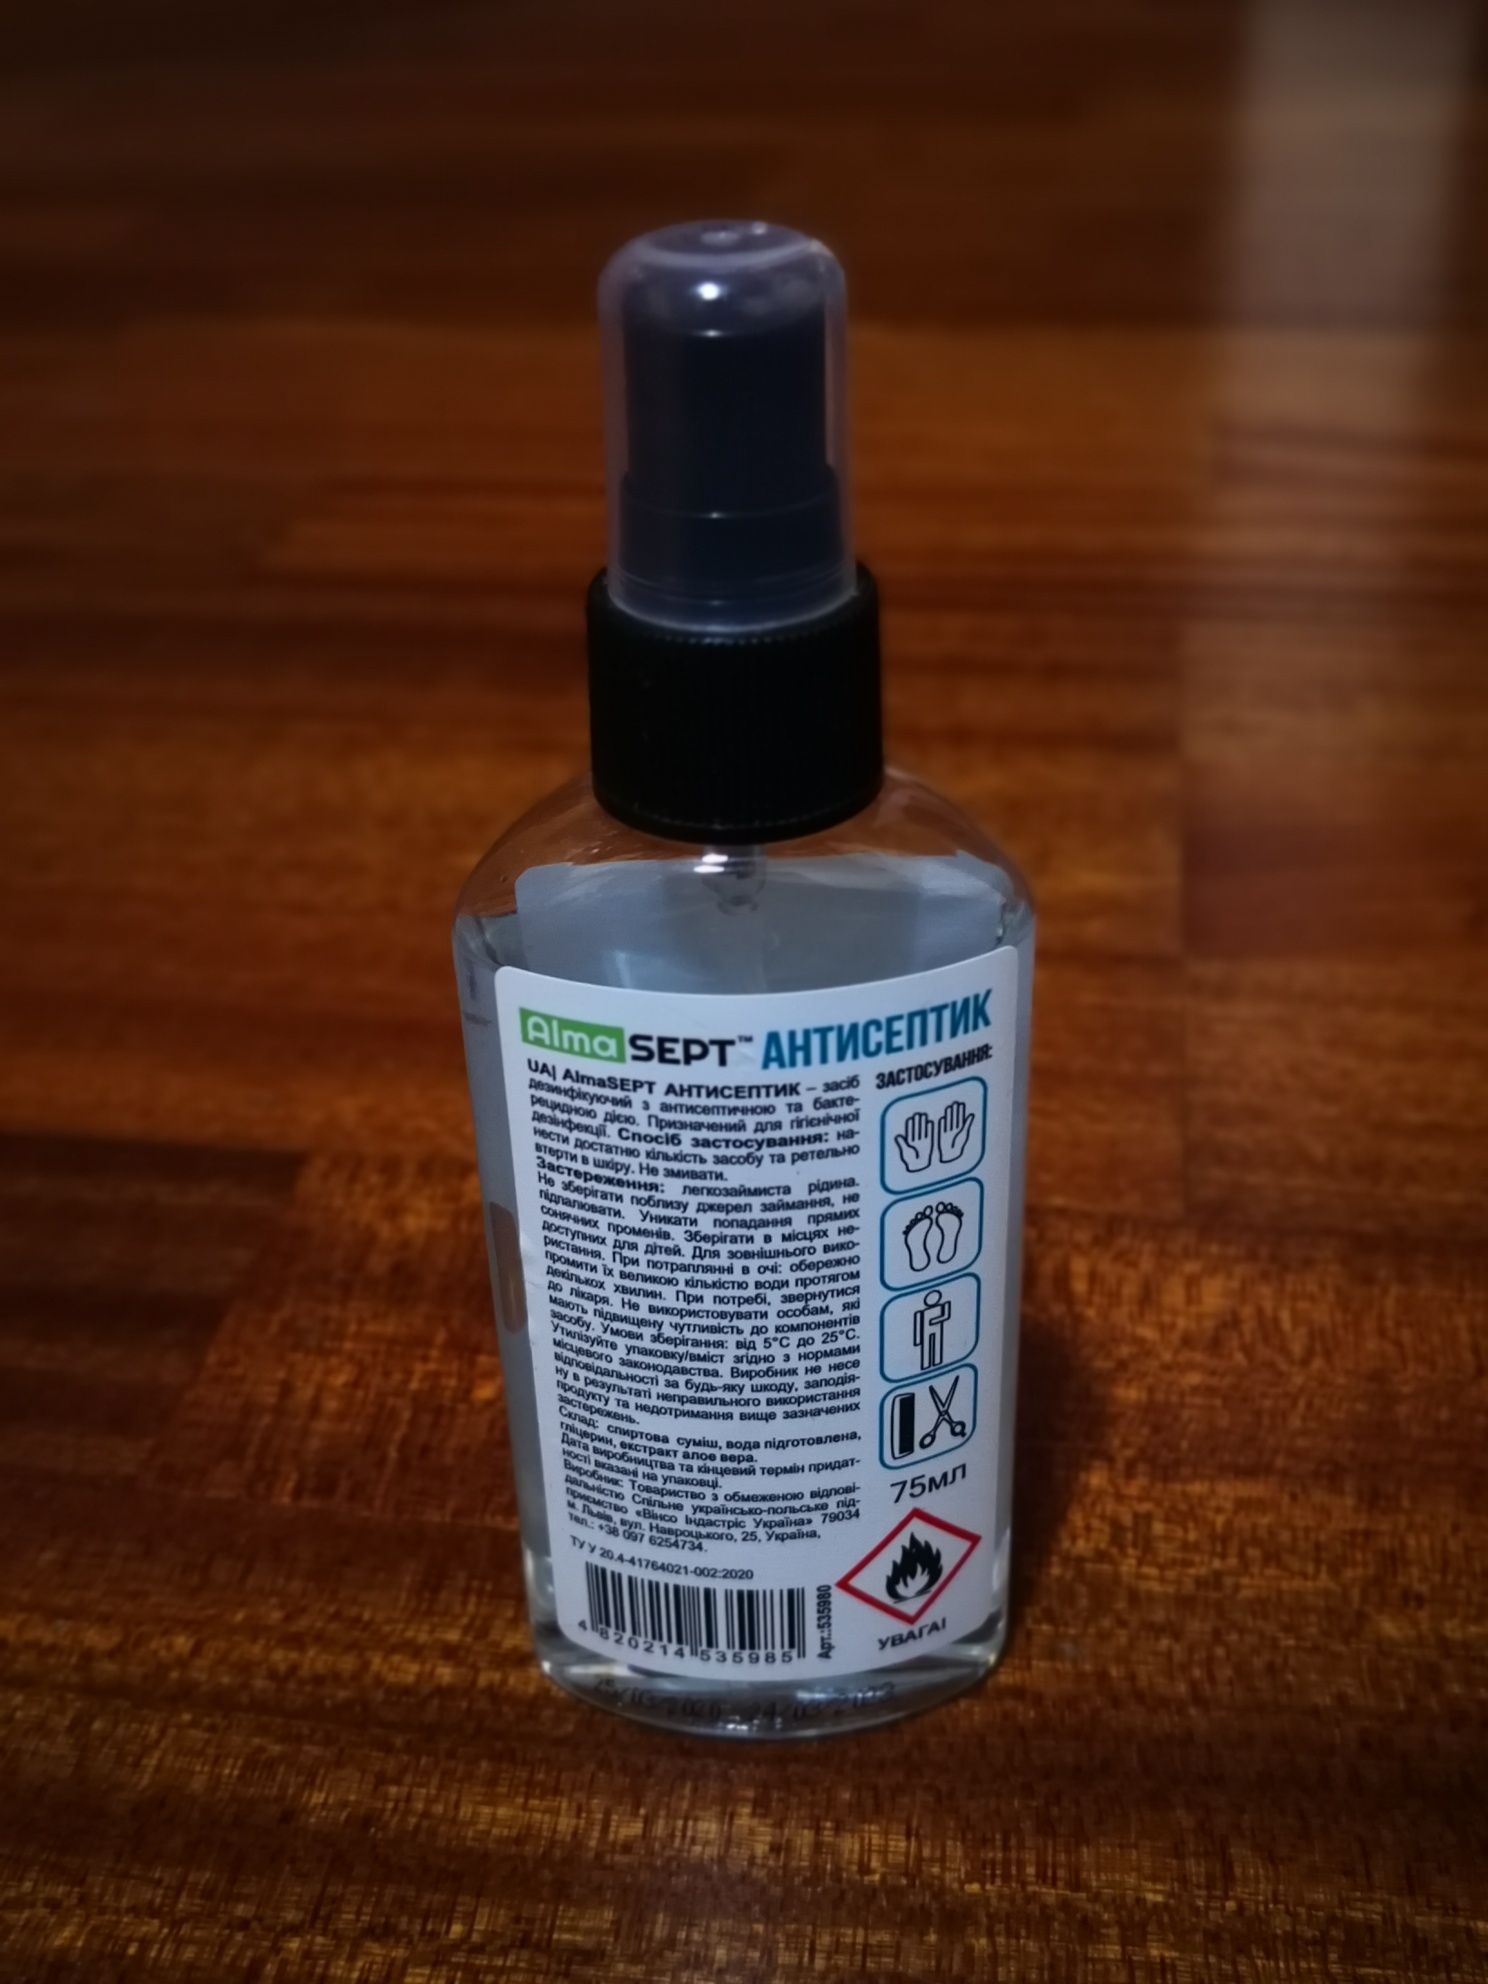 Alma SEPT™ АНТИСЕПТИК
UA| AlmaSEPT АНТИСЕПТИК – засіб
дезинфікуючий з антисептичною та бакте-
рецидною дією. Призначений для гігієнічної
дезінфекції. Спосіб застосування: на-
нести достатню кількість засобу та ретельно
втерти в шкіру. Не змивати.
Застереження: легкозаймиста рідина.
Не зберігати поблизу джерел займання, не
підпалювати. Уникати попадання прямих
сонячних променів. Зберігати в місцях не-
доступних для дітей. Для зовнішнього вико-
ристання. При потраплянні в очі: обережно
промити їх великою кількістю води протягом
декількох хвилин. При потребі, звернутися
до лікаря. Не використовувати особам, які
мають підвищену чутливість до компонентів
засобу. Умови зберігання: від 5°C до 25°C.
Утилізуйте упаковку/вміст згідно з нормами
місцевого законодавства. Виробник не несе
відповідальності за будь-яку шкоду, заподія-
ну в результаті неправильного використання
продукту та недотримання вище зазначених
застережень.
Склад: спиртова суміш, вода підготовлена,
гліцерин, екстракт алое вера.
Дата виробництва та кінцевий термін придат-
ності вказані на упаковці.
Виробник: Товариство з обмеженою відпові-
дальністю Спільне українсько-польське під-
приємство «Вінсо Індастріс Україна» 79034
м. Львів, вул. Навроцького, 25, Україна,
тел.: +38 097 6254734.
ТУ У 20.4-41764021-002:2020
4 820214 535985
Арт.:535980
ЗАСТОСУВАННЯ:
75мл
УВАГА!